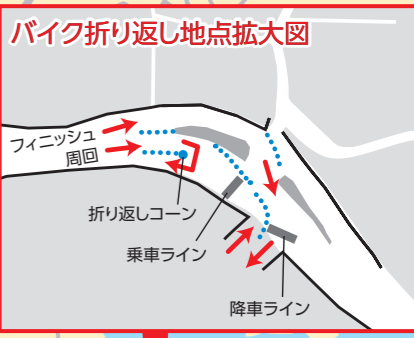 バイク折り返し地点拡大図
フィニッシュ
周回
折り返しコーン
乗車ライン
降車ライン